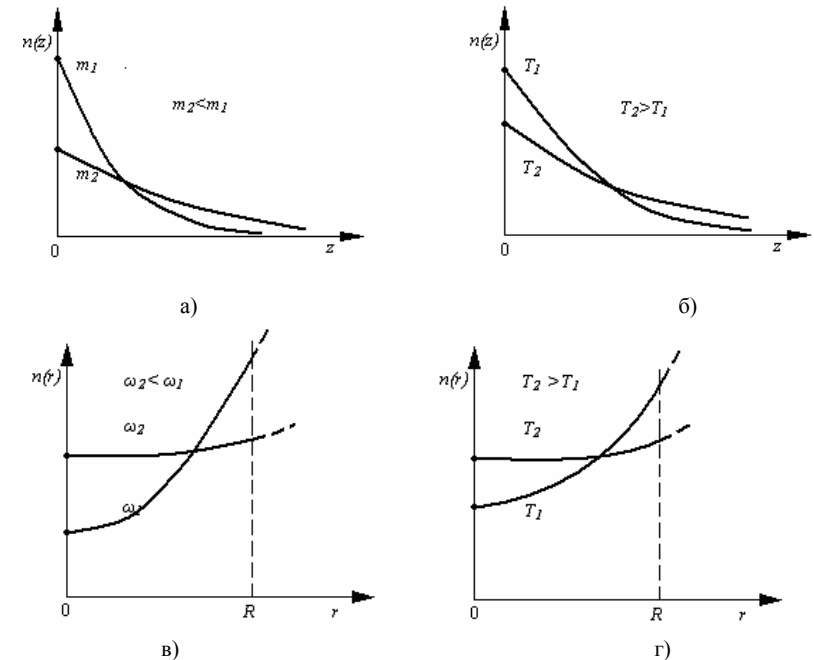 n(z)
m1
m2<m1
m2
0
z
а)
n(z)
T1
T2>T1
T2
0
z
б)
n(r)
ω2< ω1
ω2
ω1
0
R
r
в)
n(r)
T2 >T1
T2
T1
0
R
r
г)